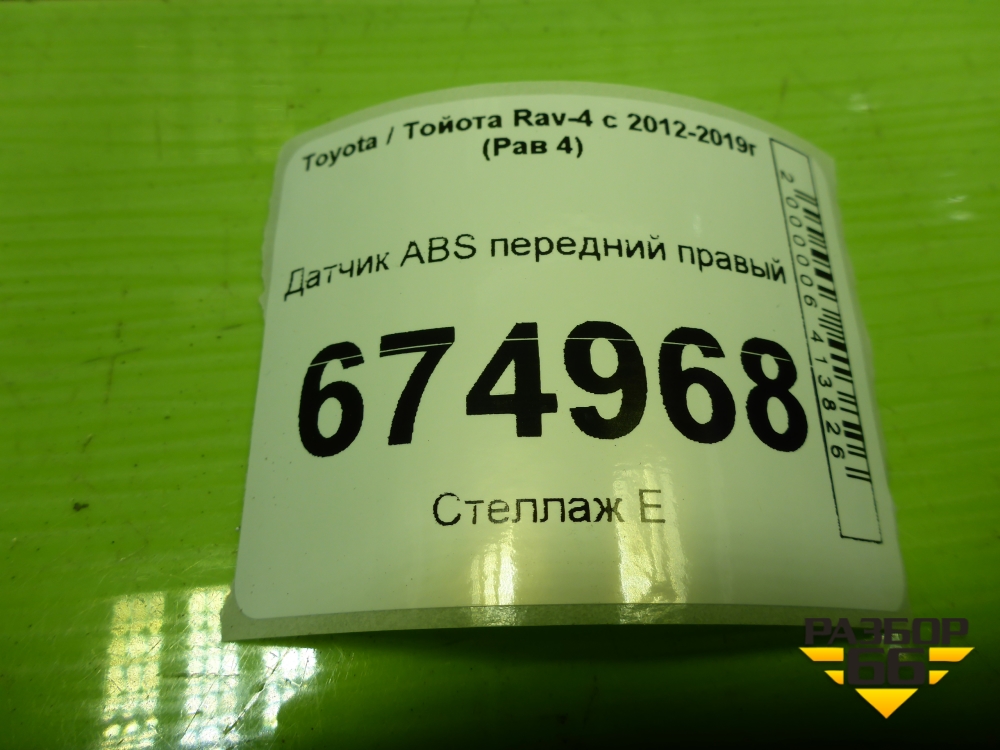 Toyota / Тойота Rav-4 с 2012-2019г
(Рав 4)
Датчик ABS передний правый
674968
Стеллаж Е
2000006413826
РАЗБОР
66